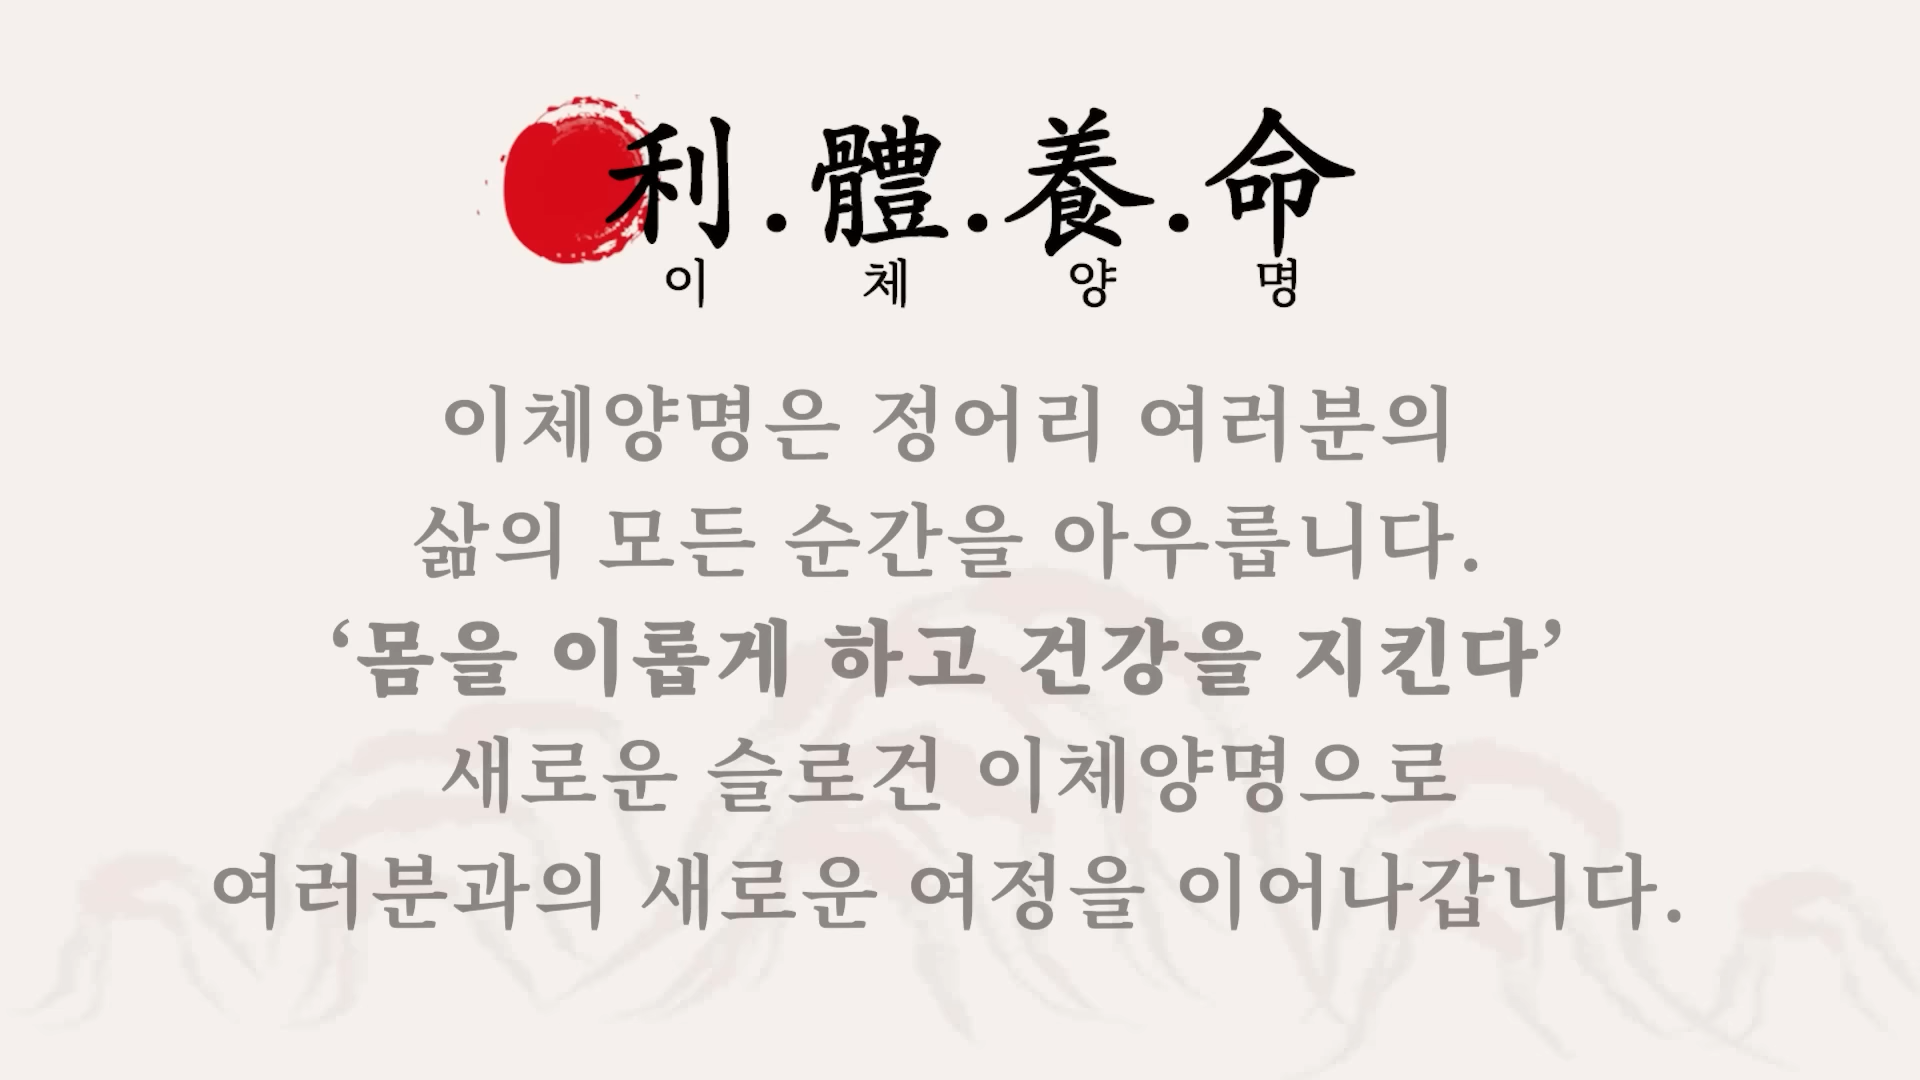 利.體.養.命
이 체 양 명
이체양명은 정어리 여러분의
삶의 모든 순간을 아우릅니다.
‘몸을 이롭게 하고 건강을 지킨다’
새로운 슬로건 이체양명으로
여러분과의 새로운 여정을 이어나갑니다.